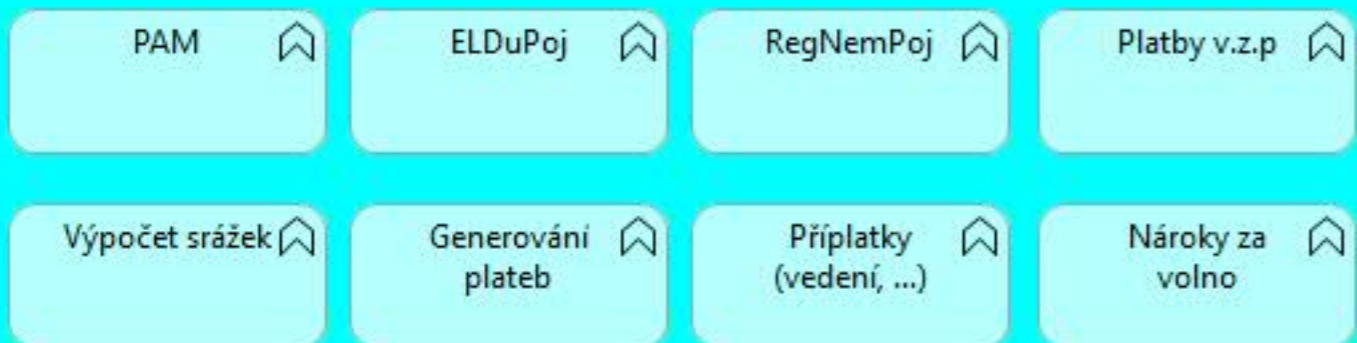 PAM
ELDuPoj
RegNemPoj
Platby v.z.p
Výpočet srážek
Generování
plateb
Příplatky
(vedení, ...)
Nároky za
volno